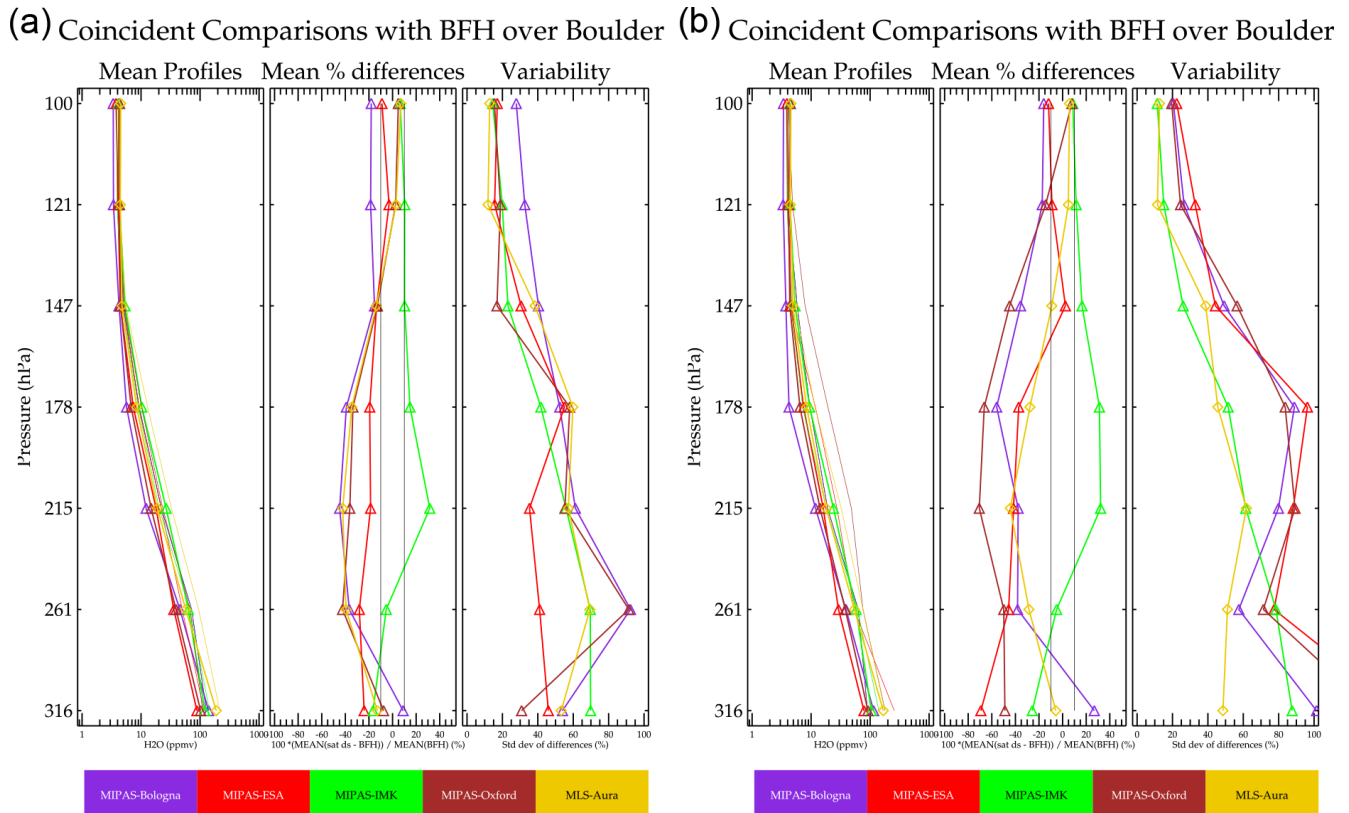 (a) Coincident Comparisons with BFH over Boulder
Mean Profiles Mean % differences Variability
100
121
147
178
215
261
316
Pressure (hPa)
1 10 100 1000
H2O (ppmv)
-100 -80 -60 -40 -20 0 20 40 60 80 100
100 *(MEAN(sat ds - BFH)) / MEAN(BFH) (%)
0 20 40 60 80 100
Std dev of differences (%)
MIPAS-Bologna MIPAS-ESA MIPAS-IMK MIPAS-Oxford MLS-Aura
(b) Coincident Comparisons with BFH over Boulder
Mean Profiles Mean % differences Variability
100
121
147
178
215
261
316
Pressure (hPa)
1 10 100 1000
H2O (ppmv)
-100 -80 -60 -40 -20 0 20 40 60 80 100
100 *(MEAN(sat ds - BFH)) / MEAN(BFH) (%)
0 20 40 60 80 100
Std dev of differences (%)
MIPAS-Bologna MIPAS-ESA MIPAS-IMK MIPAS-Oxford MLS-Aura